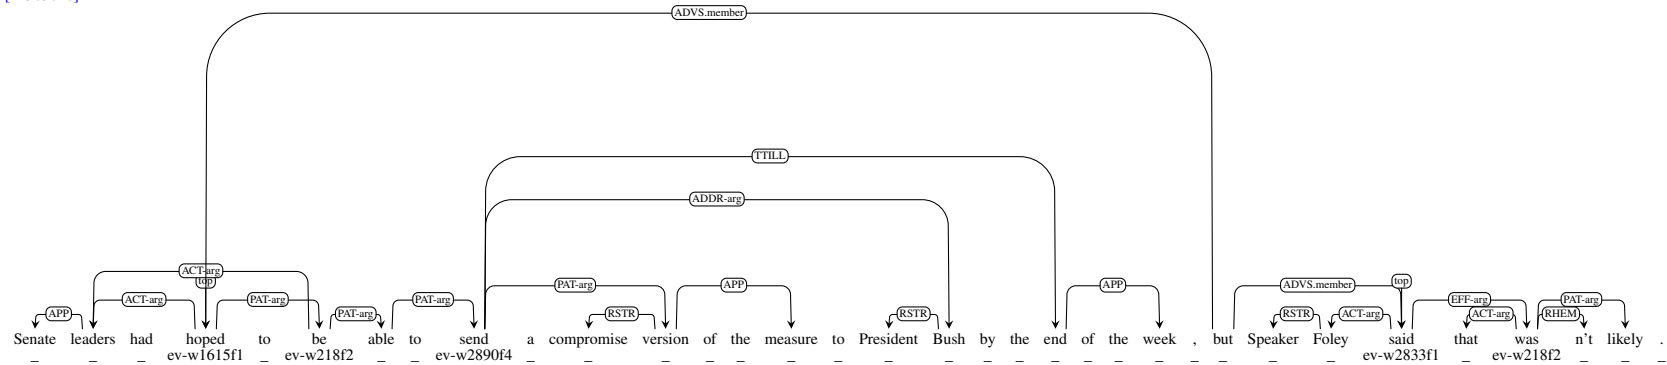 ADVS.member
TTILL
ADDR-arg
ACT-arg
top
PAT-arg APP APP ADVS.member top
ACT-arg PAT-arg PAT-arg EFF-arg PAT-arg
APP PAT-arg RSTR RSTR RSTR ACT-arg ACT-arg RHEM
Senate leaders had hoped to be able to send a compromise version of the measure to President Bush by the end of the week , but Speaker Foley said that was n't likely .
_ _ _ ev-w1615f1 _ ev-w218f2 _ _ ev-w2890f4 _ _ _ _ _ _ _ _ _ _ _ _ _ _ _ _ _ _ _ ev-w2833f1 _ ev-w218f2 _ _ _